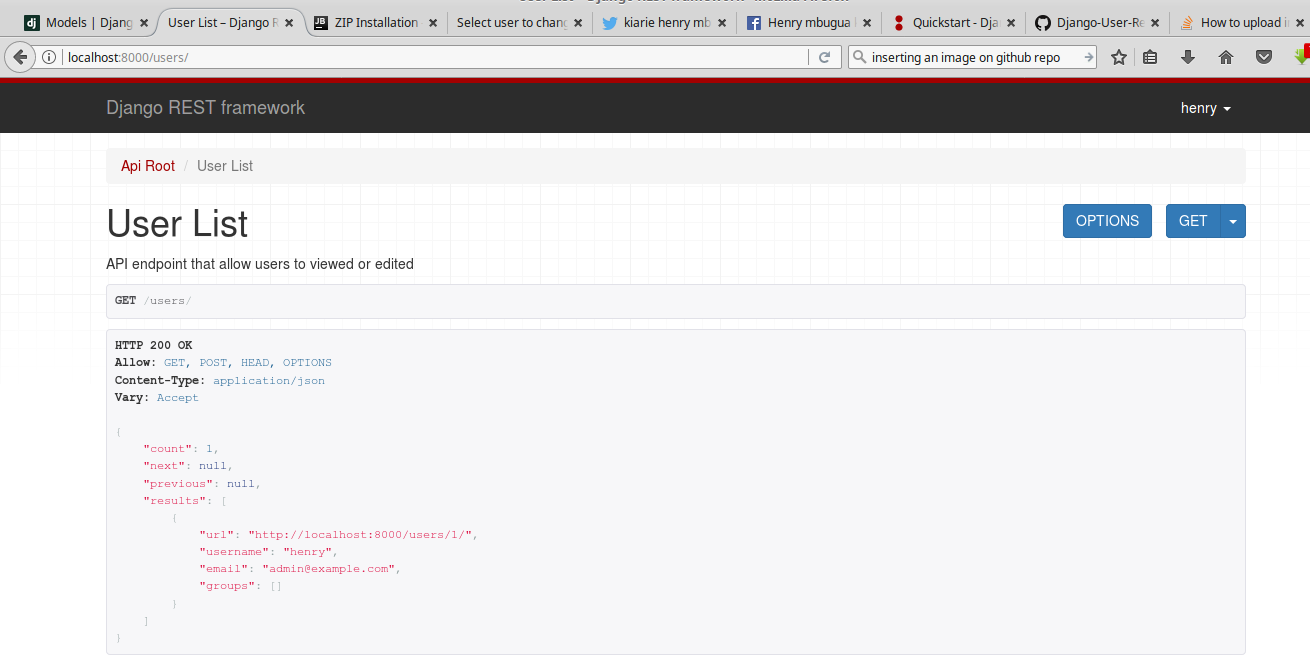 Models | Djang
User List – Django R
ZIP Installation
Select user to chang
kiarie henry mb
Henry mbugua
Quickstart - Dja
Django-User-Re
How to upload i
localhost:8000/users/
inserting an image on github repo
Django REST framework
henry
Api Root / User List
User List
OPTIONS
GET
API endpoint that allow users to viewed or edited
GET /users/
HTTP 200 OK
Allow: GET, POST, HEAD, OPTIONS
Content-Type: application/json
Vary: Accept
{
"count": 1,
"next": null,
"previous": null,
"results": [
{
"url": "http://localhost:8000/users/1/",
"username": "henry",
"email": "admin@example.com",
"groups": []
}
]
}